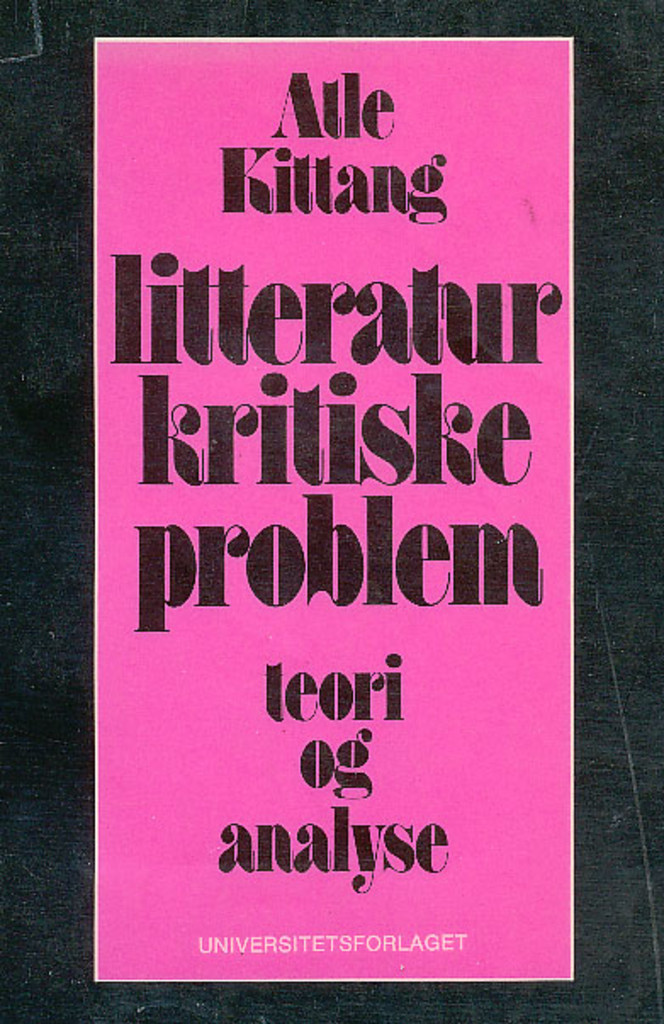 Atle
Kittang
litteratur
kritiske
problem
teori
og
analyse
UNIVERSITETSFORLAGET